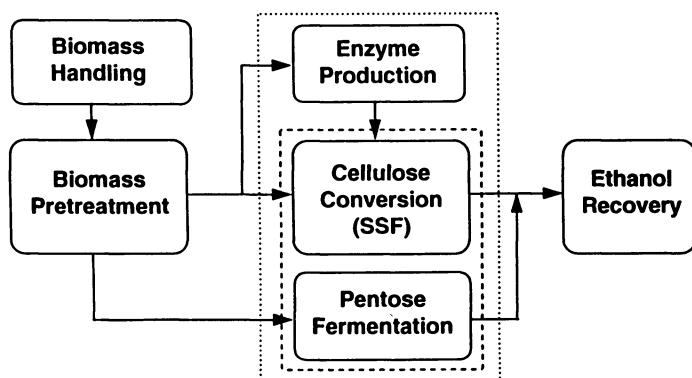 Biomass
Handling
Enzyme
Production
Biomass
Pretreatment
Cellulose
Conversion
(SSF)
Ethanol
Recovery
Pentose
Fermentation